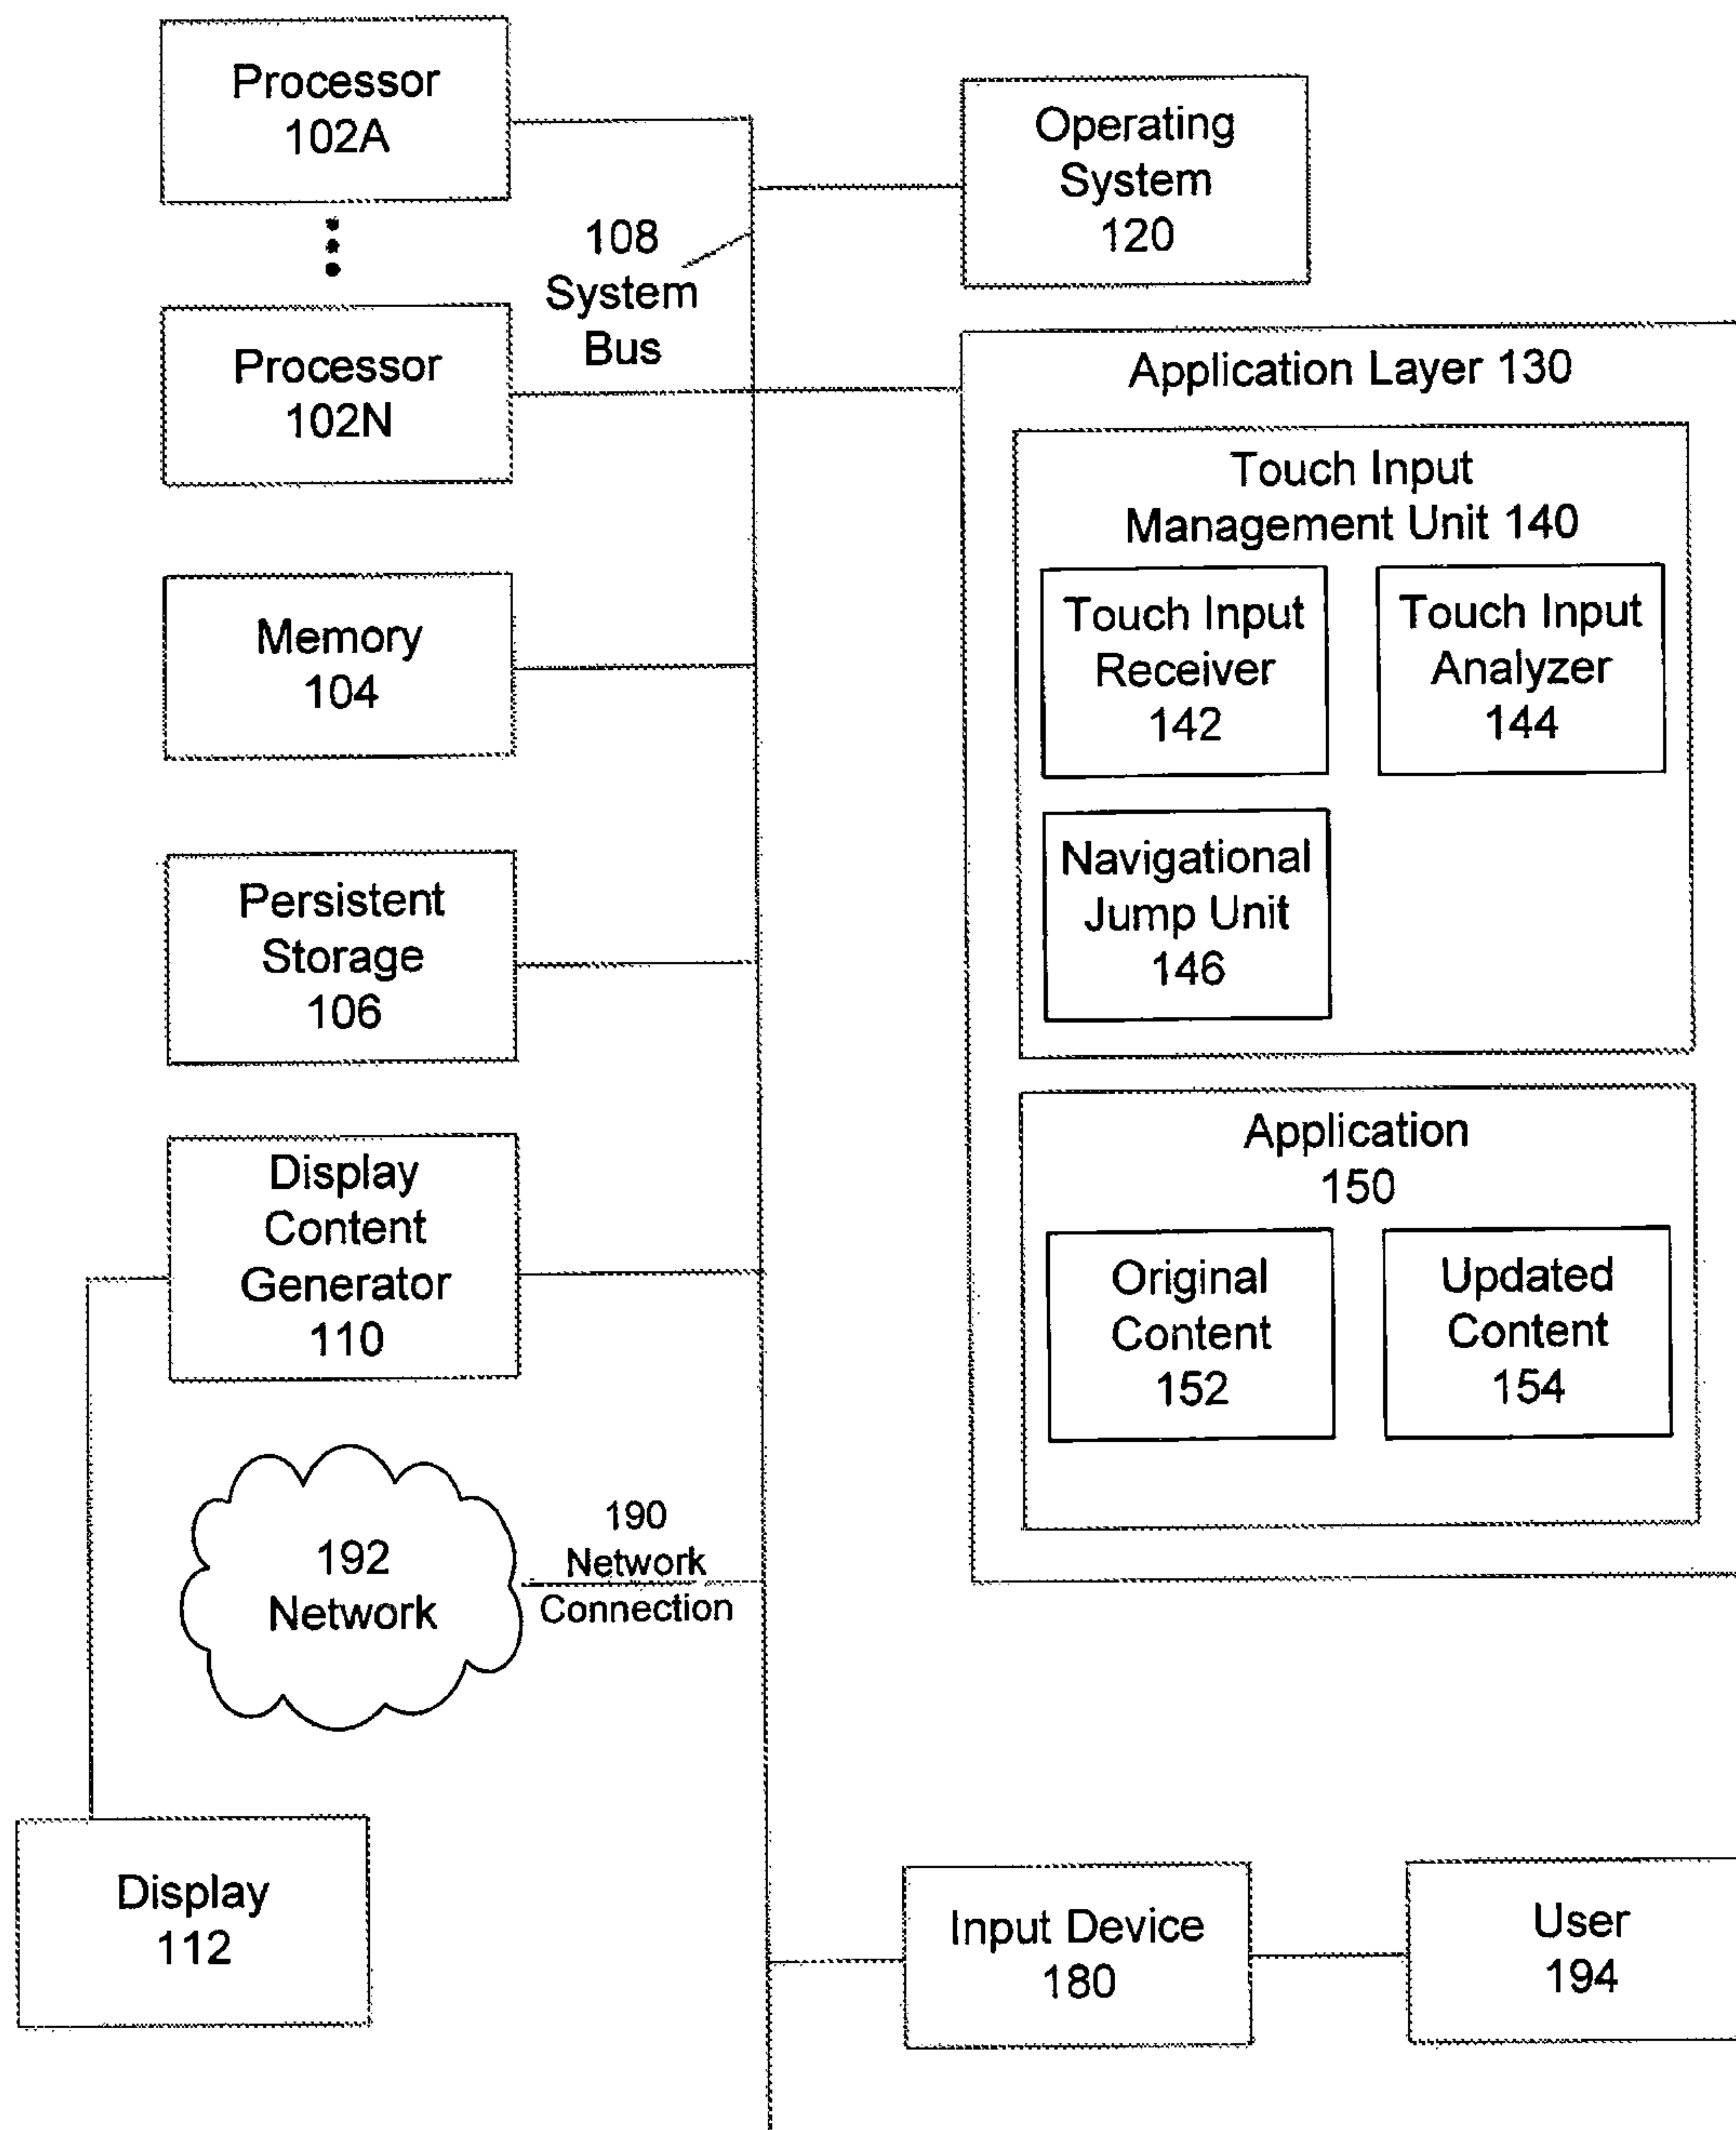 Processor
102A
Operating
System
120
108
System
Bus
Processor
102N
Application Layer 130
Touch Input
Management Unit 140
Touch Input
Receiver
142
Touch Input
Analyzer
144
Memory
104
Navigational
Jump Unit
146
Persistent
Storage
106
Application
150
Display
Content
Generator
110
Original
Content
152
Updated
Content
154
190
Network
Connection
192
Network
Display
112
Input Device
180
User
194